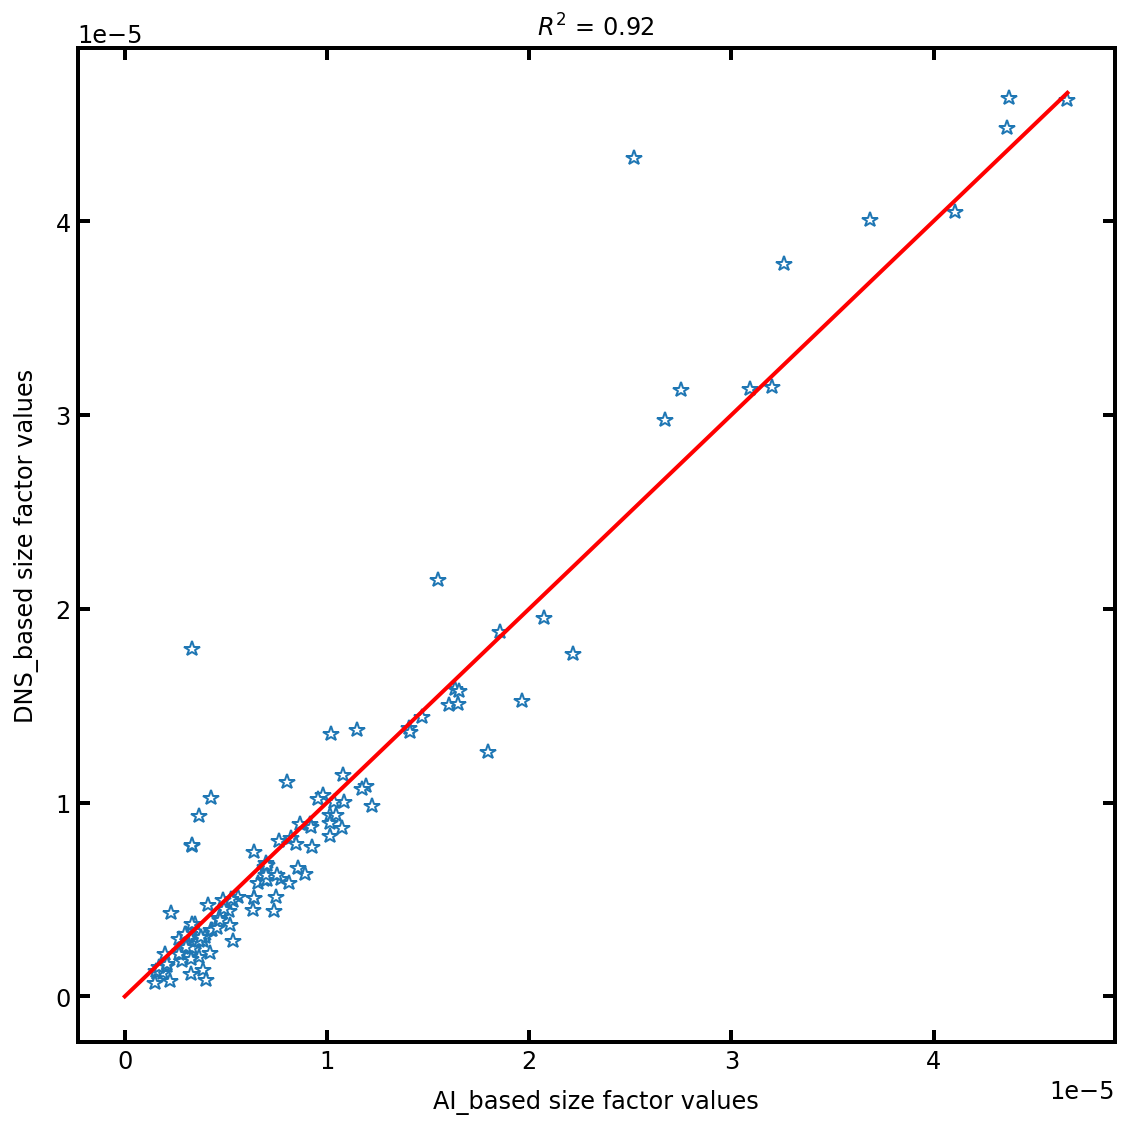 R² = 0.92
1e−5
4
3
2
1
0
DNS_based size factor values
0 1 2 3 4
1e−5
AI_based size factor values